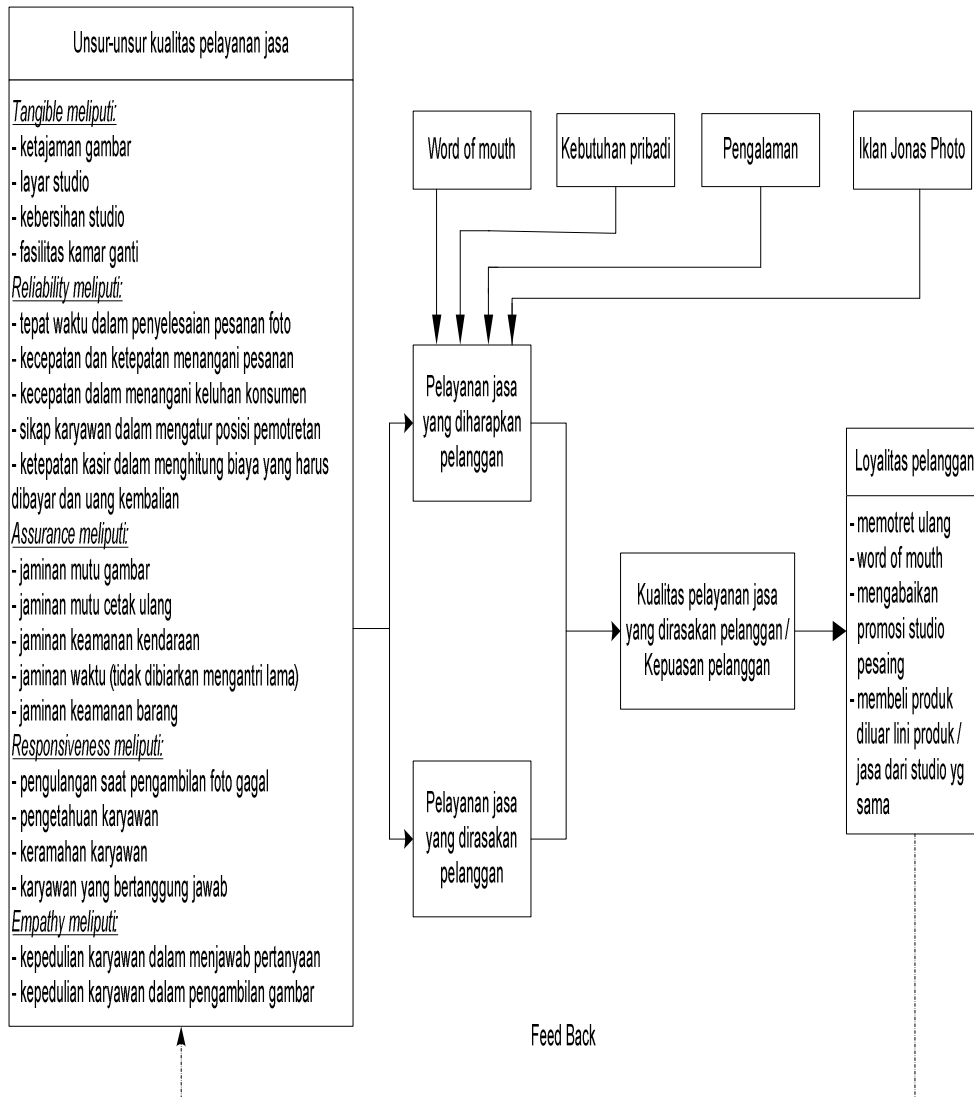 Unsur-unsur kualitas pelayanan jasa
Tangible meliputi:
- ketajaman gambar
- layar studio
- kebersihan studio
- fasilitas kamar ganti
Reliability meliputi:
- tepat waktu dalam penyelesaian pesanan foto
- kecepatan dan ketepatan menangani pesanan
- kecepatan dalam menangani keluhan konsumen
- sikap karyawan dalam mengatur posisi pemotretan
- ketepatan kasir dalam menghitung biaya yang harus
dibayar dan uang kembalian
Assurance meliputi:
- jaminan mutu gambar
- jaminan mutu cetak ulang
- jaminan keamanan kendaraan
- jaminan waktu (tidak dibiarkan mengantri lama)
- jaminan keamanan barang
Responsiveness meliputi:
- pengulangan saat pengambilan foto gagal
- pengetahuan karyawan
- keramahan karyawan
- karyawan yang bertanggung jawab
Empathy meliputi:
- kepedulian karyawan dalam menjawab pertanyaan
- kepedulian karyawan dalam pengambilan gambar
Word of mouth
Kebutuhan pribadi
Pengalaman
Iklan Jonas Photo
Pelayanan jasa
yang diharapkan
pelanggan
Pelayanan jasa
yang dirasakan
pelanggan
Kualitas pelayanan jasa
yang dirasakan pelanggan /
Kepuasan pelanggan
Loyalitas pelanggan
- memotret ulang
- word of mouth
- mengabaikan
promosi studio
pesaing
- membeli produk
diluar lini produk /
jasa dari studio yg
sama
Feed Back